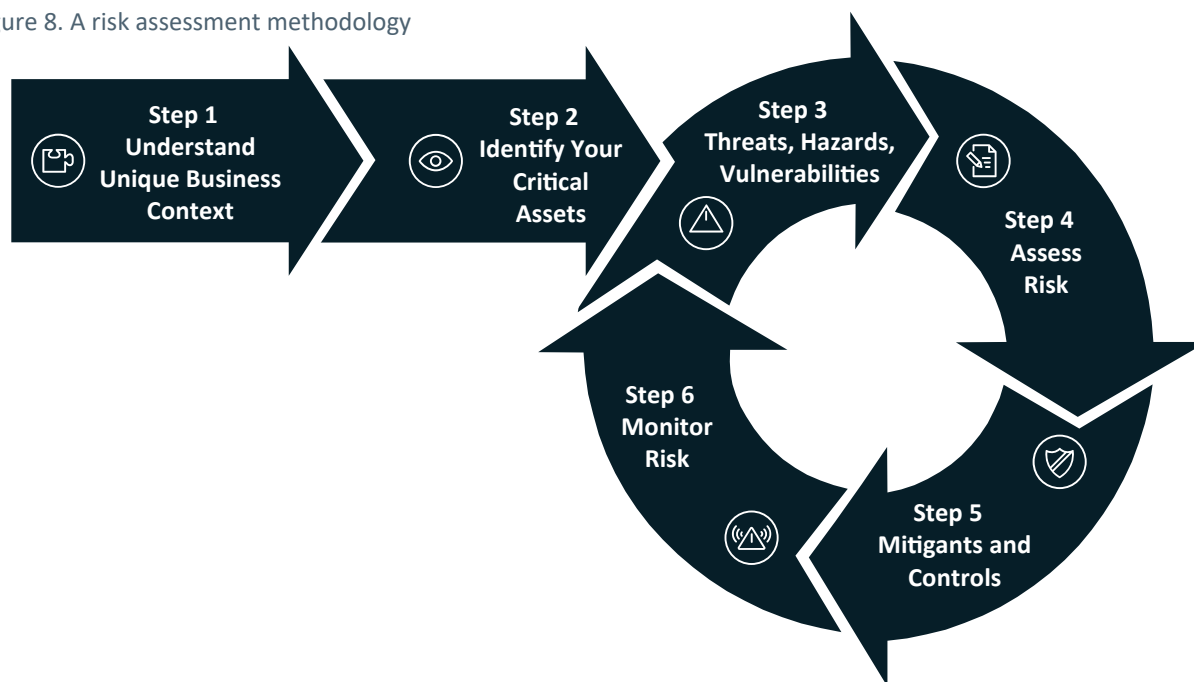 ure 8. A risk assessment methodology
Step 1
Understand
Unique Business
Context
Step 2
Identify Your
Critical
Assets
Step 3
Threats, Hazards,
Vulnerabilities
Step 4
Assess
Risk
Step 5
Mitigants and
Controls
Step 6
Monitor
Risk